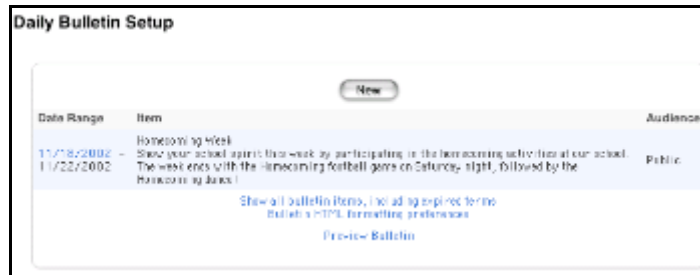 Daily Bulletin Setup
New
Date Range Item Audience
Homecoming Week
11/18/2002 - Show your school spirit this week by participating in the homecoming activities at our school.
11/22/2002 The week ends with the Homecoming football game on Saturday night, followed by the Public
Homecoming dance!
Show all bulletin items, including expired items
Bulletin HTML formatting preferences
Preview Bulletin